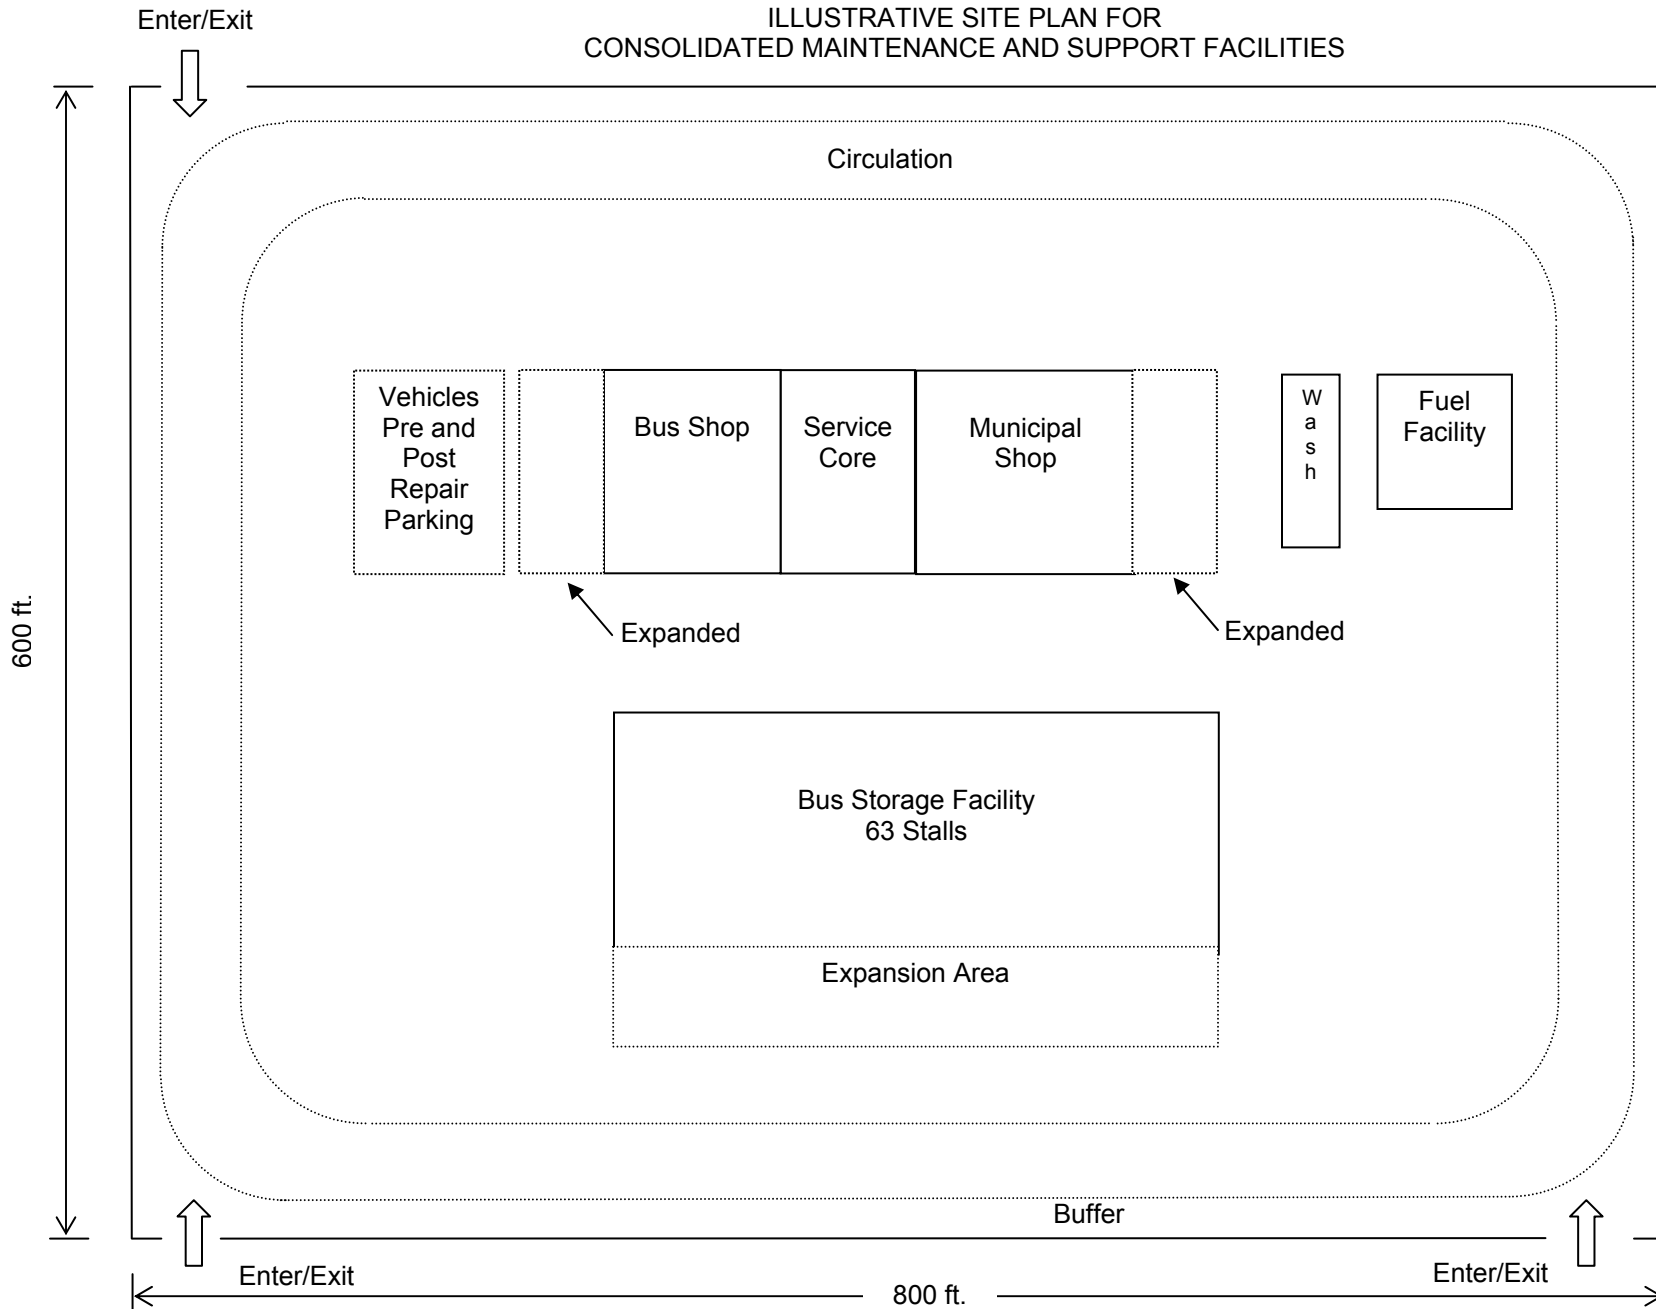 Enter/Exit
ILLUSTRATIVE SITE PLAN FOR
CONSOLIDATED MAINTENANCE AND SUPPORT FACILITIES
Circulation
Vehicles
Pre and
Post
Repair
Parking
Bus Shop
Service
Core
Municipal
Shop
W
a
s
h
Fuel
Facility
Expanded
Expanded
600 ft.
Bus Storage Facility
63 Stalls
Expansion Area
Buffer
Enter/Exit
Enter/Exit
800 ft.